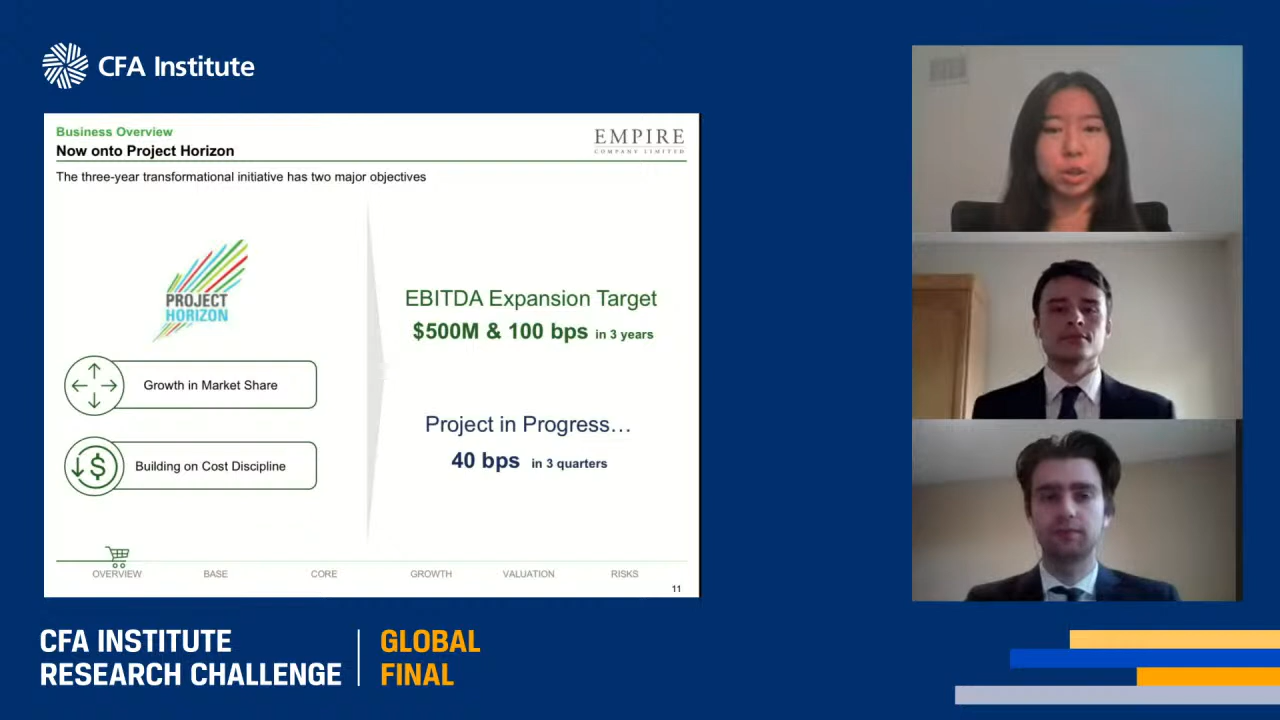 CFA Institute
Business Overview
Now onto Project Horizon
EMPIRE
COMPANY LIMITED
The three-year transformational initiative has two major objectives
PROJECT
HORIZON
Growth in Market Share
$
Building on Cost Discipline
EBITDA Expansion Target
$500M & 100 bps in 3 years
Project in Progress…
40 bps in 3 quarters
OVERVIEW BASE CORE GROWTH VALUATION RISKS
11
CFA INSTITUTE
RESEARCH CHALLENGE
GLOBAL
FINAL